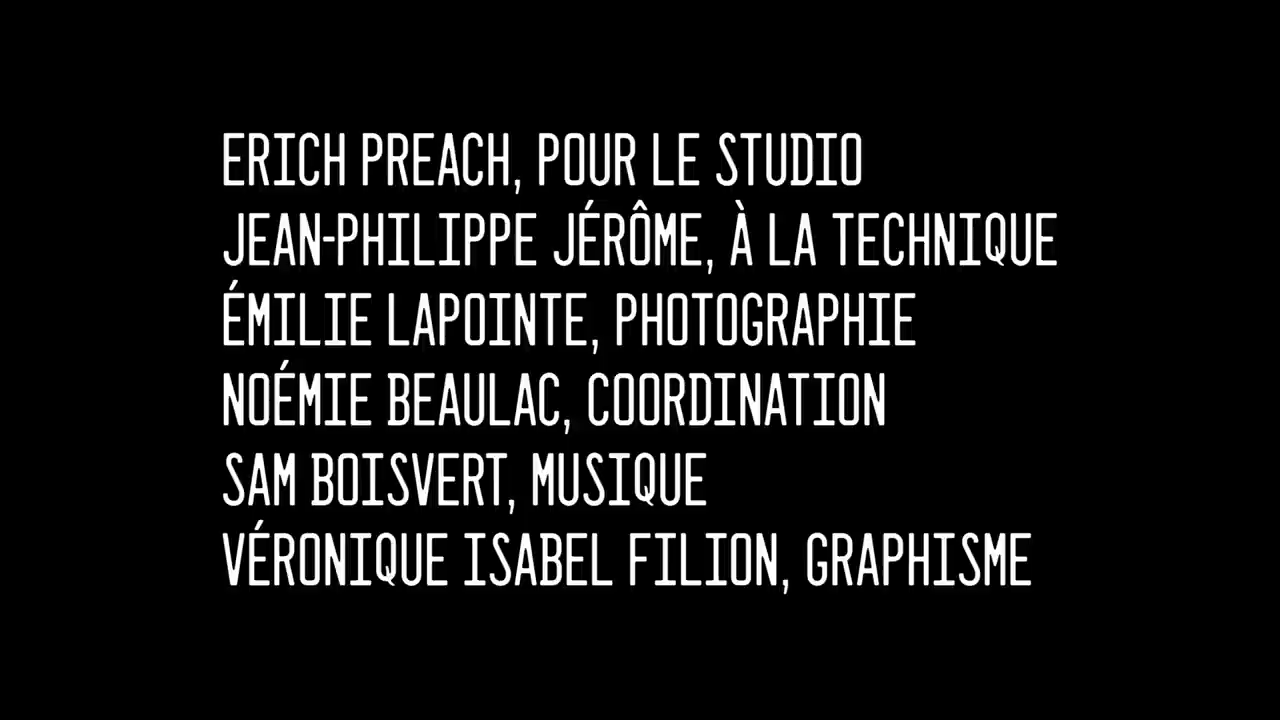 ERICH PREACH, POUR LE STUDIO
JEAN-PHILIPPE JÉRÔME, À LA TECHNIQUE
ÉMILIE LAPOINTE, PHOTOGRAPHIE
NOÉMIE BEAULAC, COORDINATION
SAM BOISVERT, MUSIQUE
VÉRONIQUE ISABEL FILION, GRAPHISME